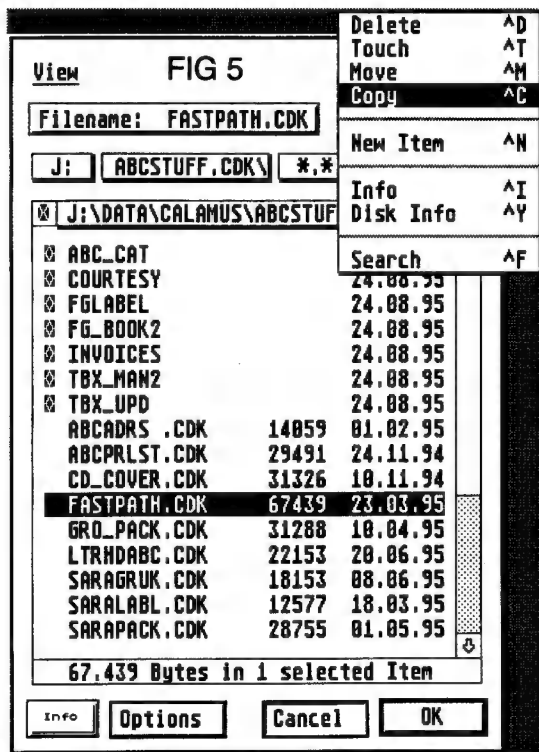 View FIG 5
Filename: FASTPATH.CDK
J: ABCSTUFF.CDK\ *.*
J:\DATA\CALAMUS\ABCSTUF
Delete ^D
Touch ^T
Move ^M
Copy ^C
New Item ^N
Info ^I
Disk Info ^Y
Search ^F
ABC_CAT
COURTESY 24.08.95
FGLABEL 24.08.95
FG_BOOK2 24.08.95
INVOICES 24.08.95
TBX_MAN2 24.08.95
TBX_UPD 24.08.95
ABCADRS .CDK 14059 01.02.95
ABCPRLST.CDK 29491 24.11.94
CD_COVER.CDK 31326 10.11.94
FASTPATH.CDK 67439 23.03.95
GRO_PACK.CDK 31288 10.04.95
LTRHDABC.CDK 22153 20.06.95
SARAGRUK.CDK 18153 08.06.95
SARALABL.CDK 12577 18.03.95
SARAPACK.CDK 28755 01.05.95
67.439 Bytes in 1 selected Item
Info Options Cancel OK